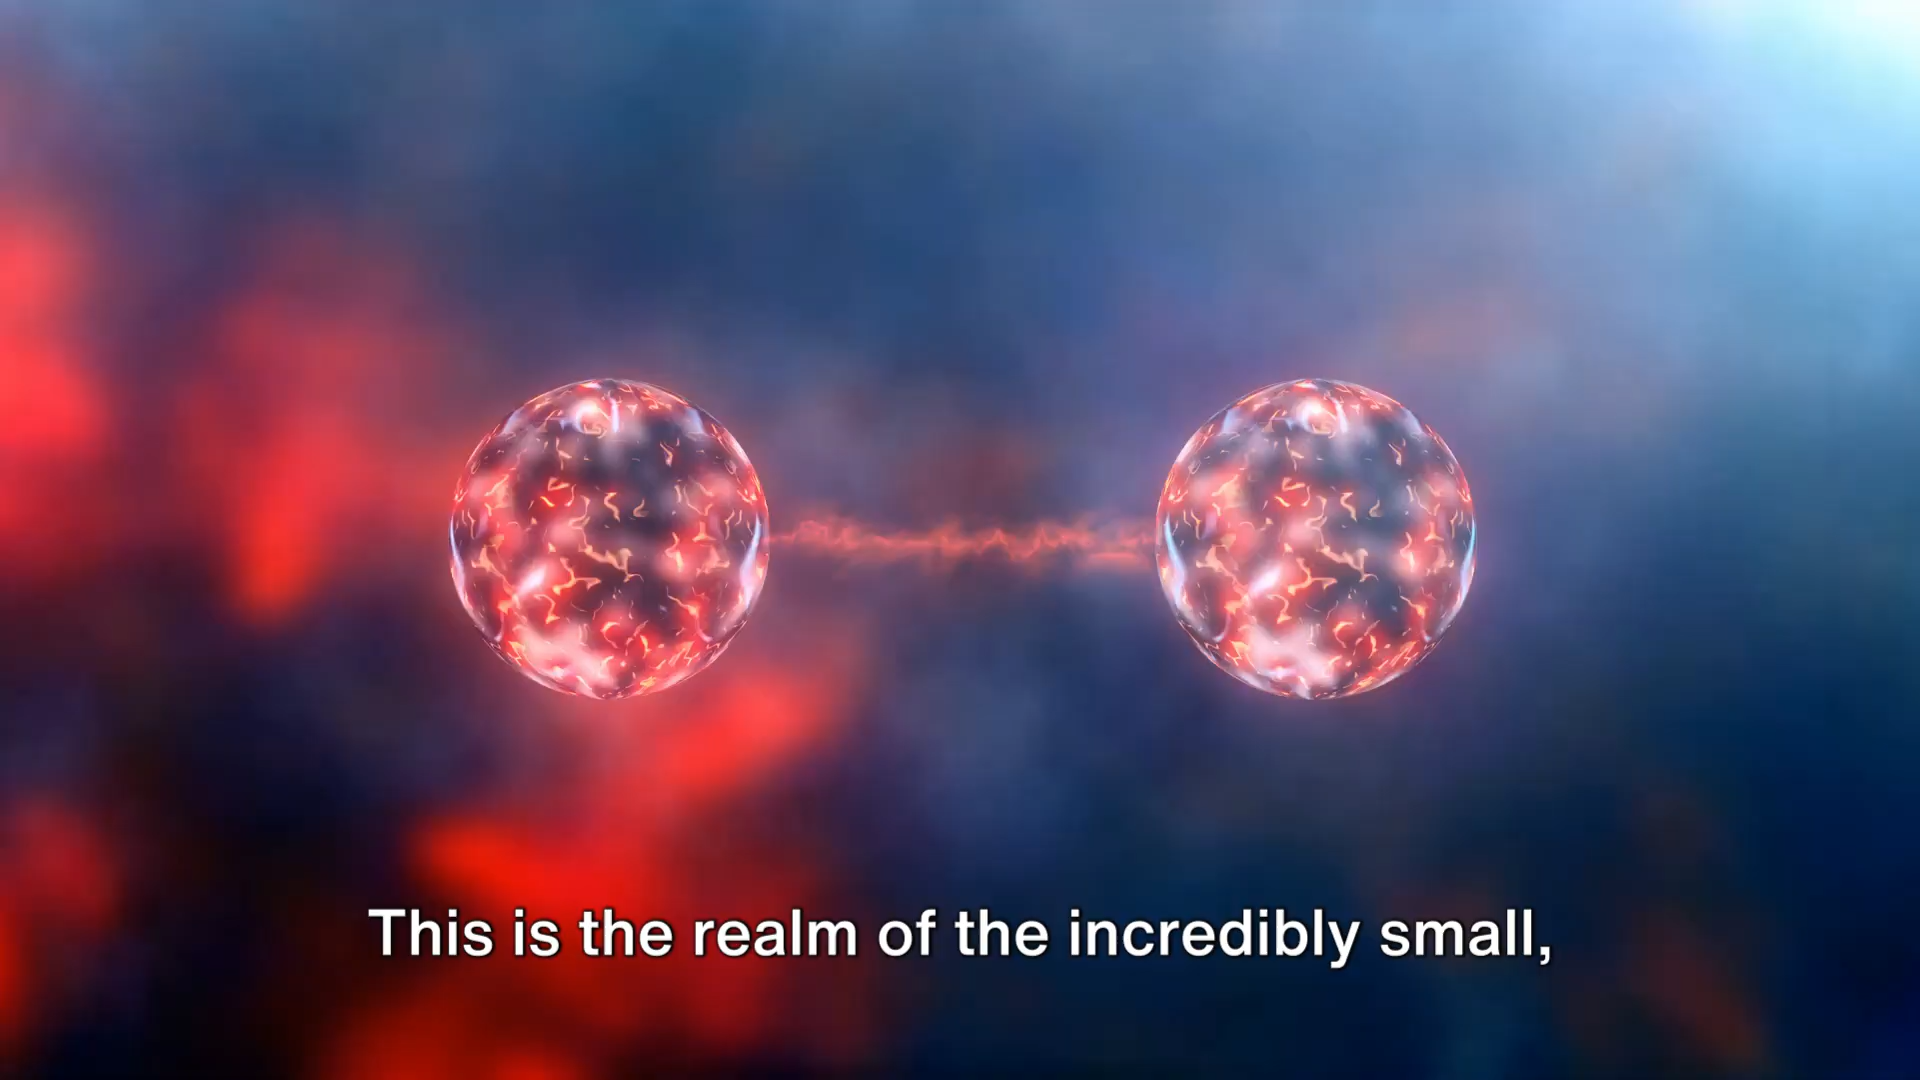 This is the realm of the incredibly small,